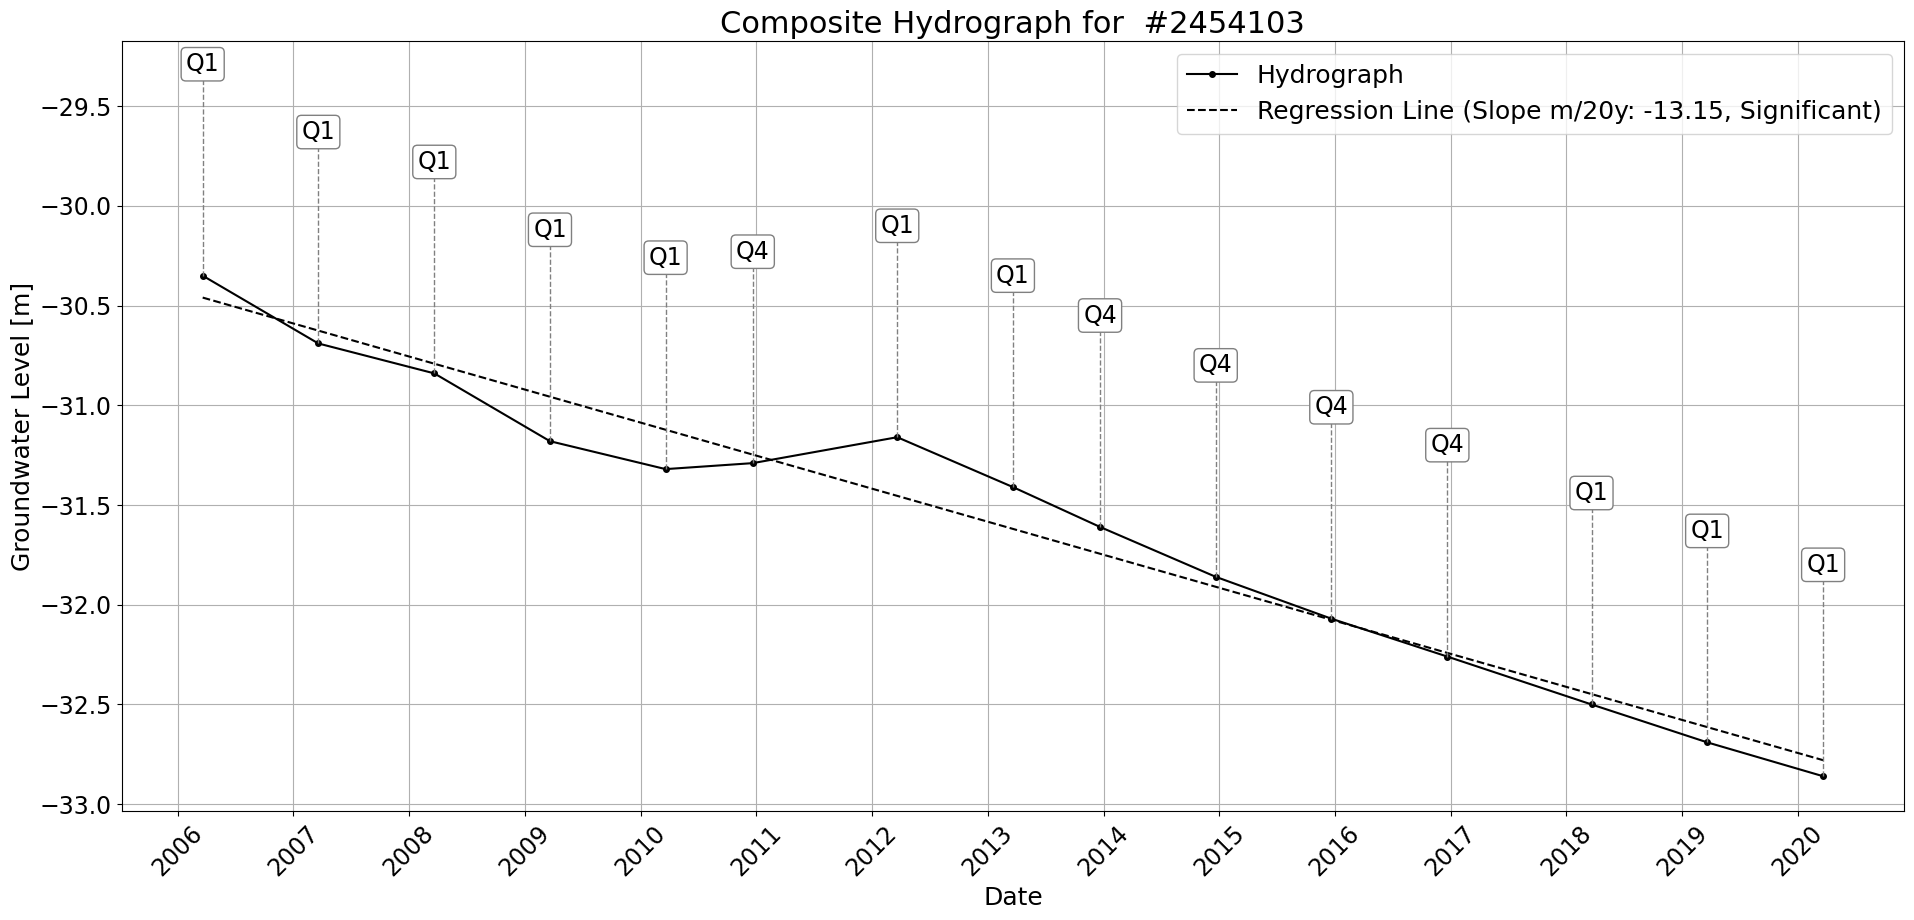 Composite Hydrograph for  #2454103
Hydrograph
Regression Line (Slope m/20y: -13.15, Significant)
Groundwater Level [m]
−29.5
−30.0
−30.5
−31.0
−31.5
−32.0
−32.5
−33.0
Q1
Q1
Q1
Q1
Q1
Q4
Q1
Q1
Q4
Q4
Q4
Q4
Q1
Q1
Q1
2006
2007
2008
2009
2010
2011
2012
2013
2014
2015
2016
2017
2018
2019
2020
Date